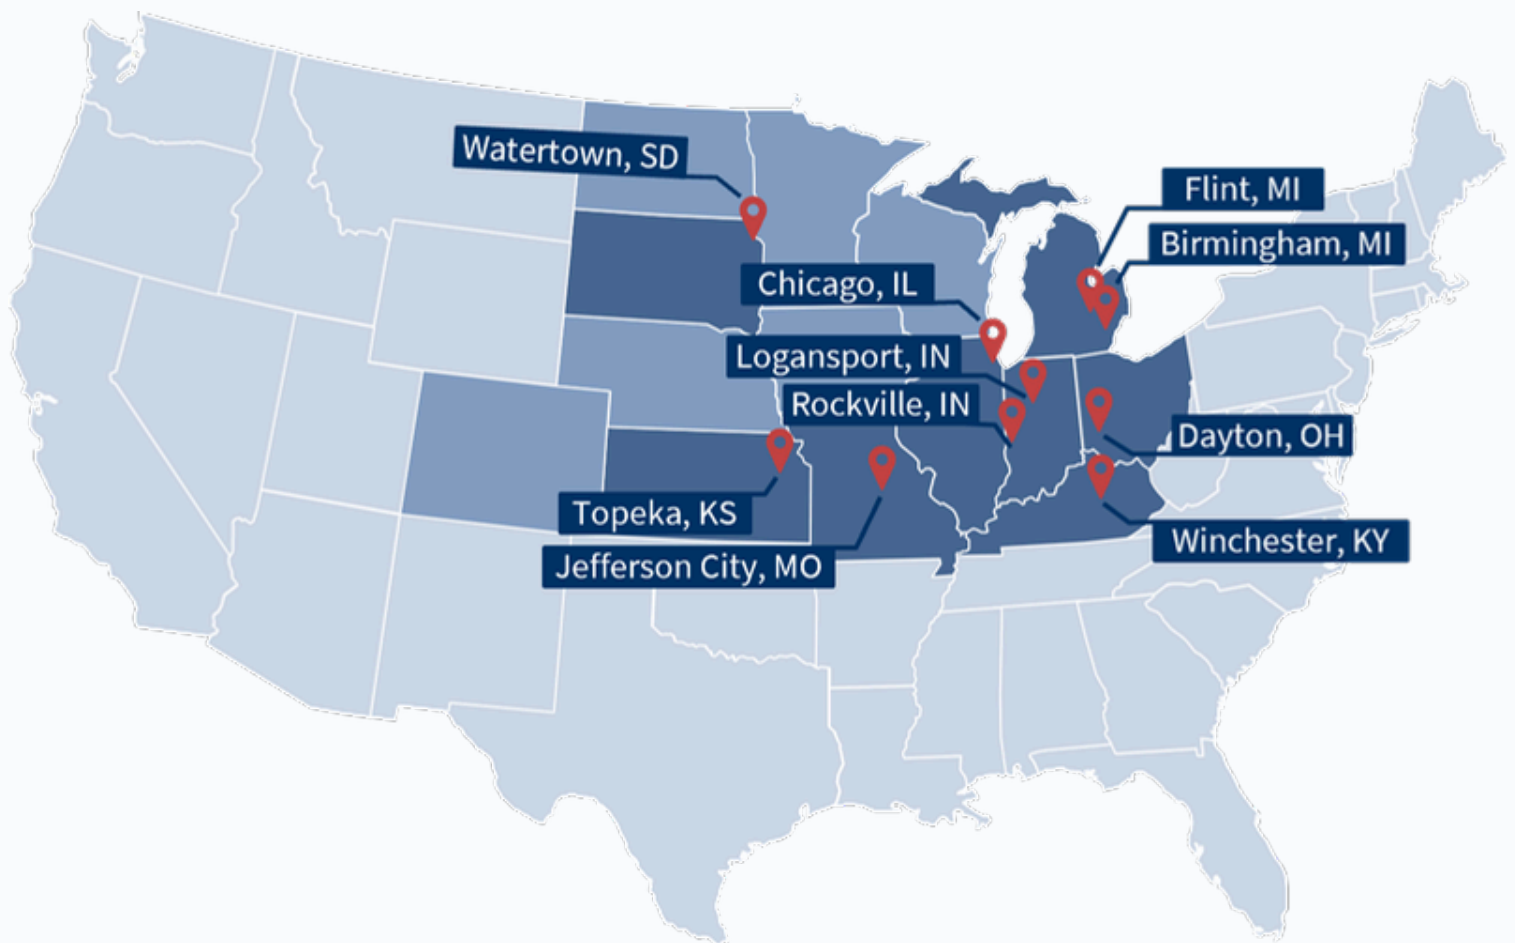 Watertown, SD
Flint, MI
Birmingham, MI
Chicago, IL
Logansport, IN
Rockville, IN
Dayton, OH
Topeka, KS
Winchester, KY
Jefferson City, MO